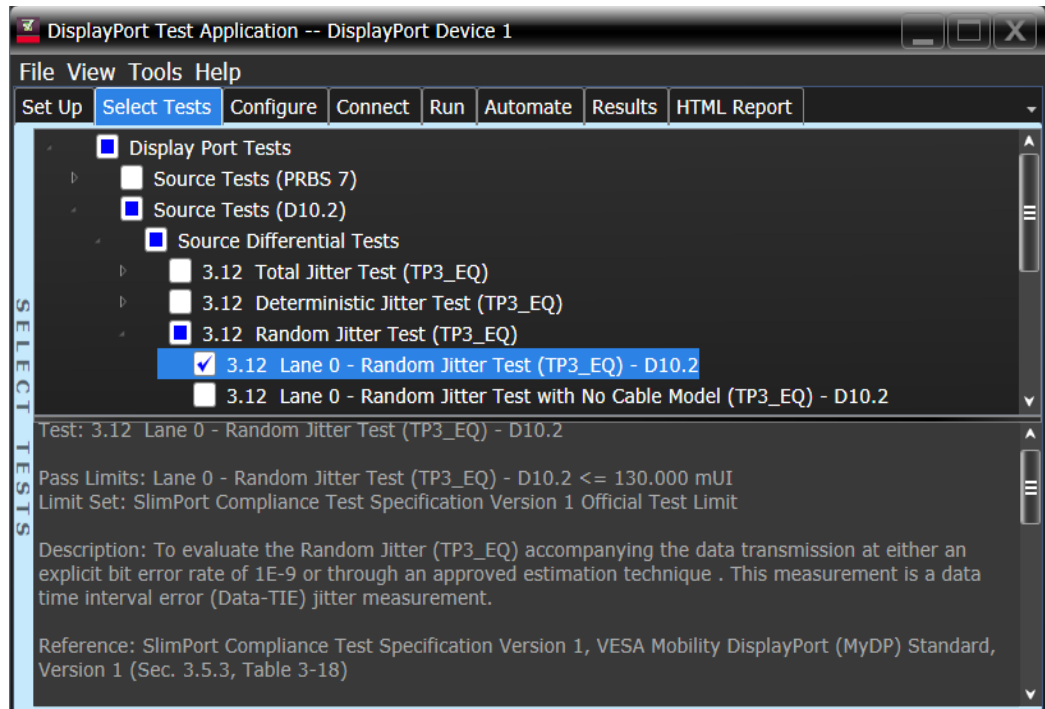 DisplayPort Test Application -- DisplayPort Device 1
File View Tools Help
Set Up Select Tests Configure Connect Run Automate Results HTML Report
Display Port Tests
Source Tests (PRBS 7)
Source Tests (D10.2)
Source Differential Tests
3.12 Total Jitter Test (TP3_EQ)
3.12 Deterministic Jitter Test (TP3_EQ)
3.12 Random Jitter Test (TP3_EQ)
3.12 Lane 0 - Random Jitter Test (TP3_EQ) - D10.2
3.12 Lane 0 - Random Jitter Test with No Cable Model (TP3_EQ) - D10.2
SELECT TESTS
Test: 3.12 Lane 0 - Random Jitter Test (TP3_EQ) - D10.2
Pass Limits: Lane 0 - Random Jitter Test (TP3_EQ) - D10.2 <= 130.000 mUI
Limit Set: SlimPort Compliance Test Specification Version 1 Official Test Limit
Description: To evaluate the Random Jitter (TP3_EQ) accompanying the data transmission at either an
explicit bit error rate of 1E-9 or through an approved estimation technique . This measurement is a data
time interval error (Data-TIE) jitter measurement.
Reference: SlimPort Compliance Test Specification Version 1, VESA Mobility DisplayPort (MyDP) Standard,
Version 1 (Sec. 3.5.3, Table 3-18)